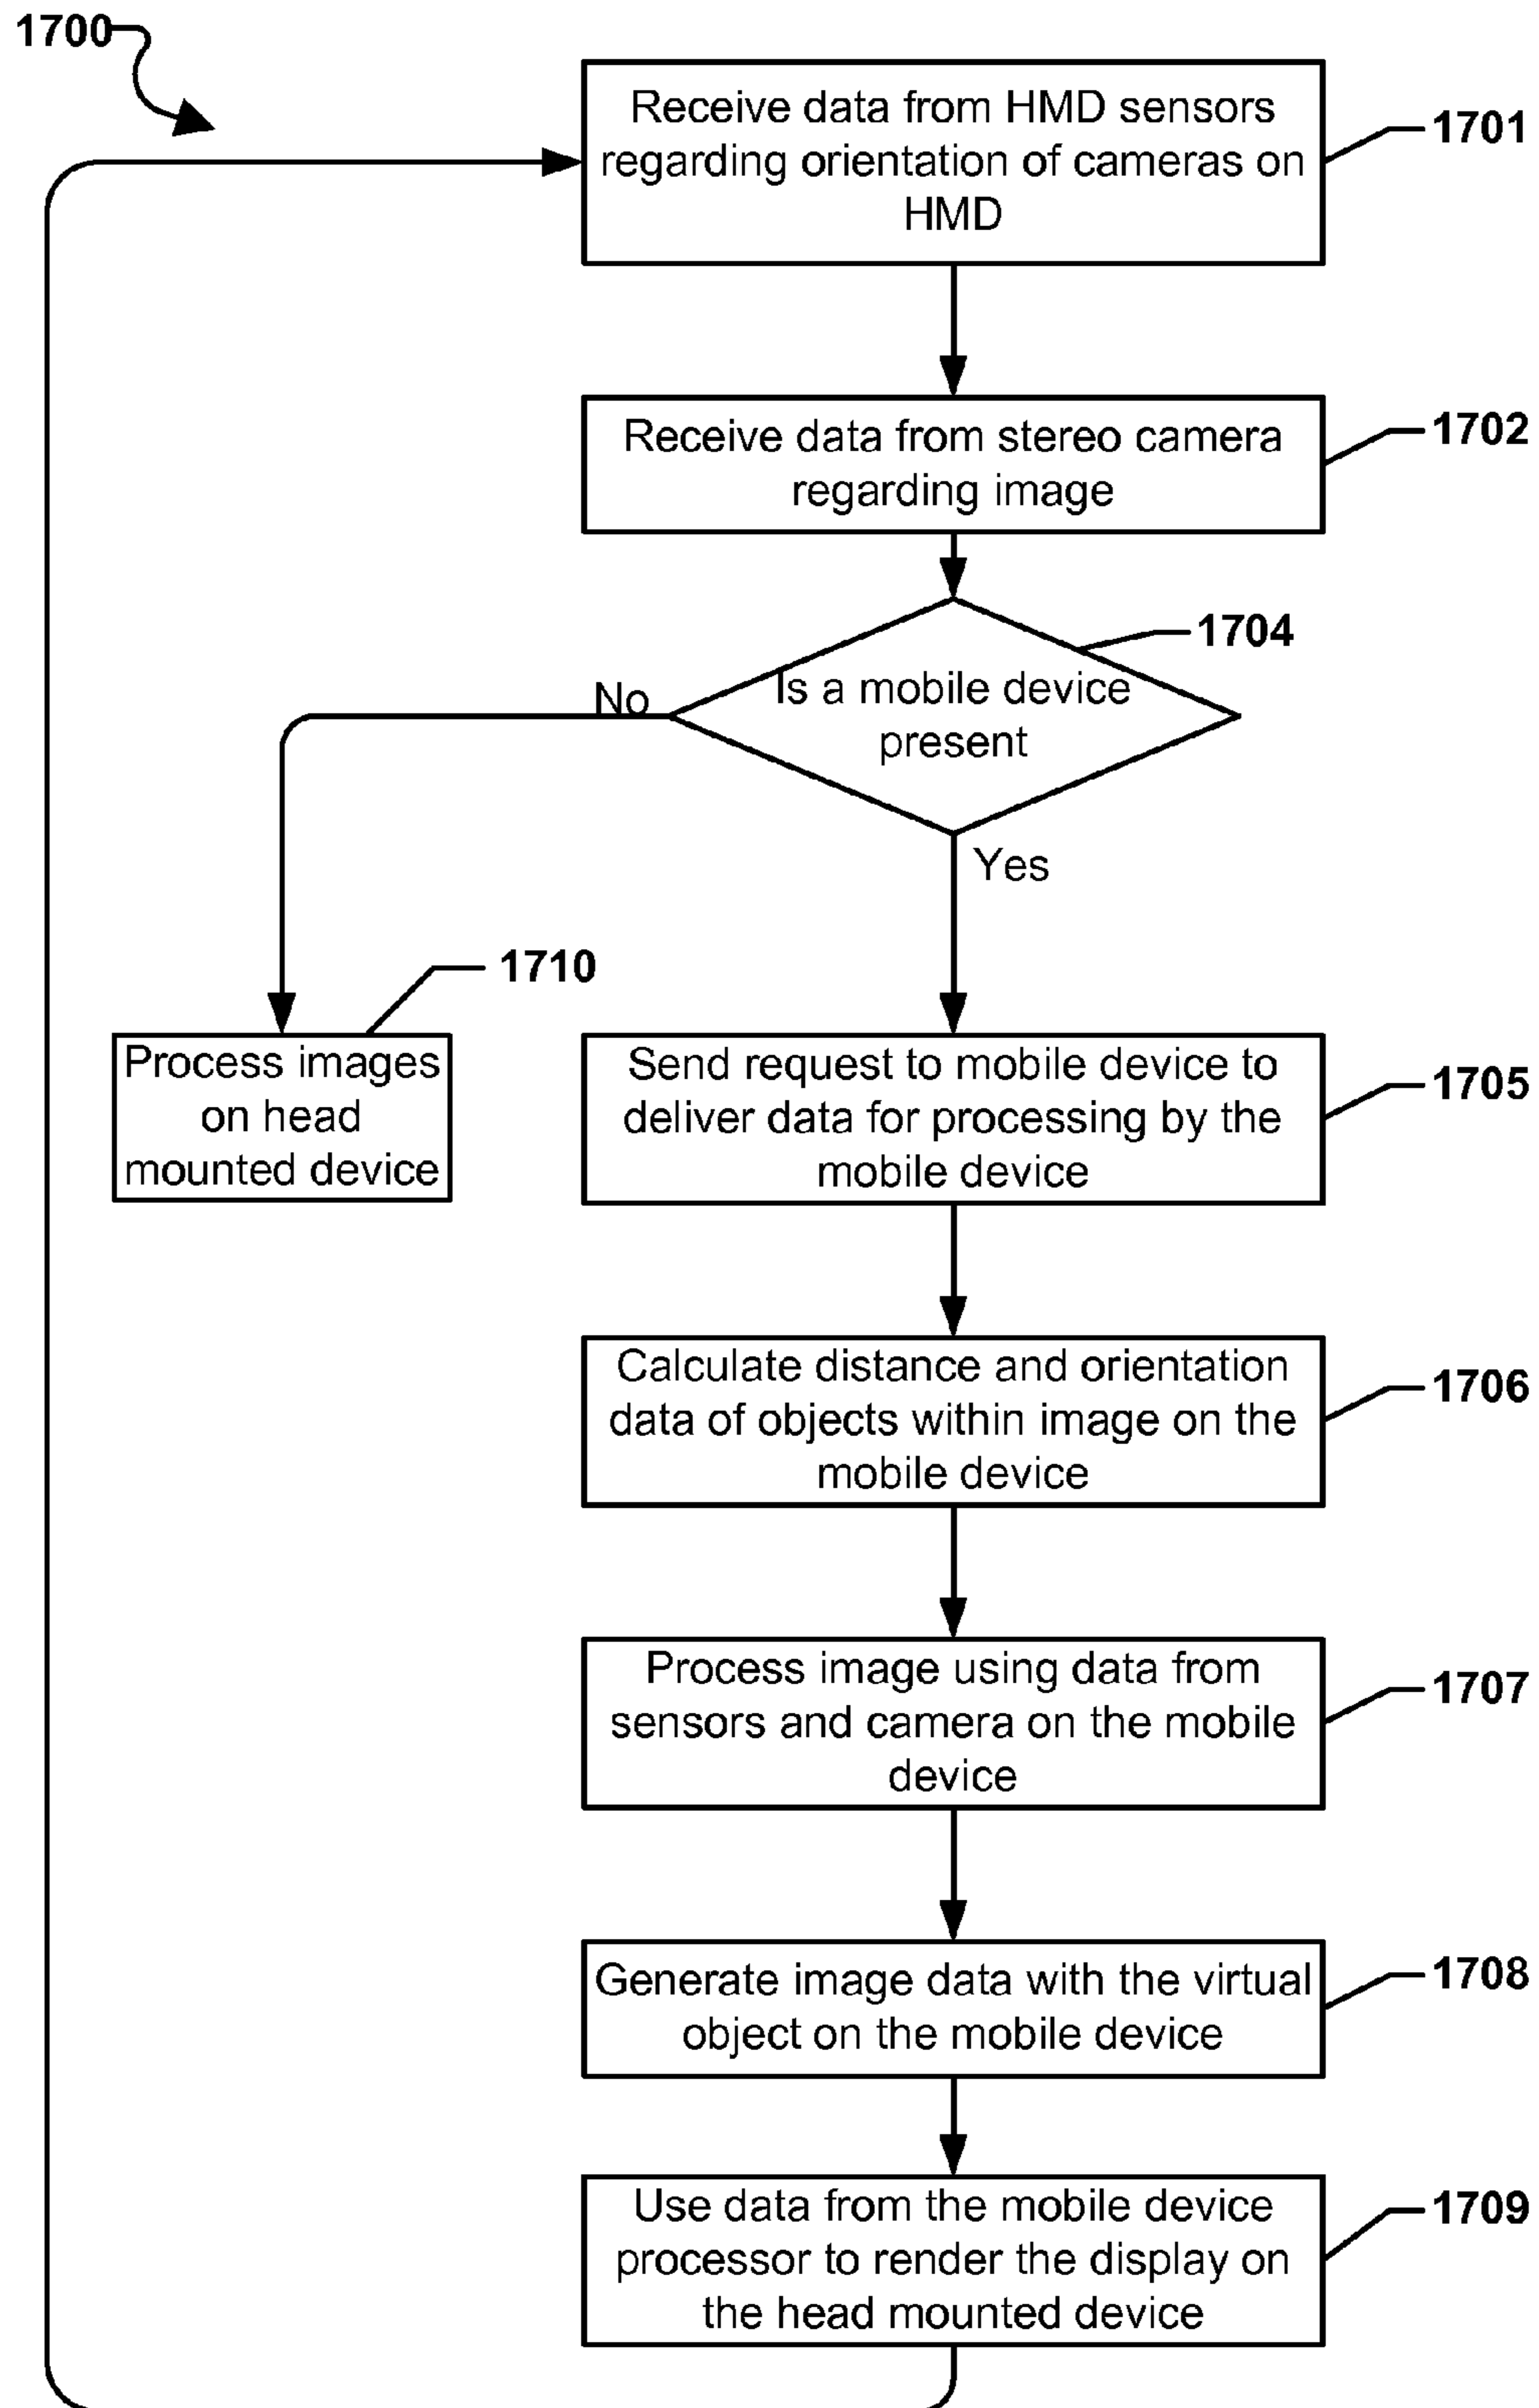 1700
Receive data from HMD sensors
regarding orientation of cameras on
HMD
1701
Receive data from stereo camera
regarding image
1702
1704
Is a mobile device
present
No
Yes
1710
Process images
on head
mounted device
Send request to mobile device to
deliver data for processing by the
mobile device
1705
Calculate distance and orientation
data of objects within image on the
mobile device
1706
Process image using data from
sensors and camera on the mobile
device
1707
Generate image data with the virtual
object on the mobile device
1708
Use data from the mobile device
processor to render the display on
the head mounted device
1709